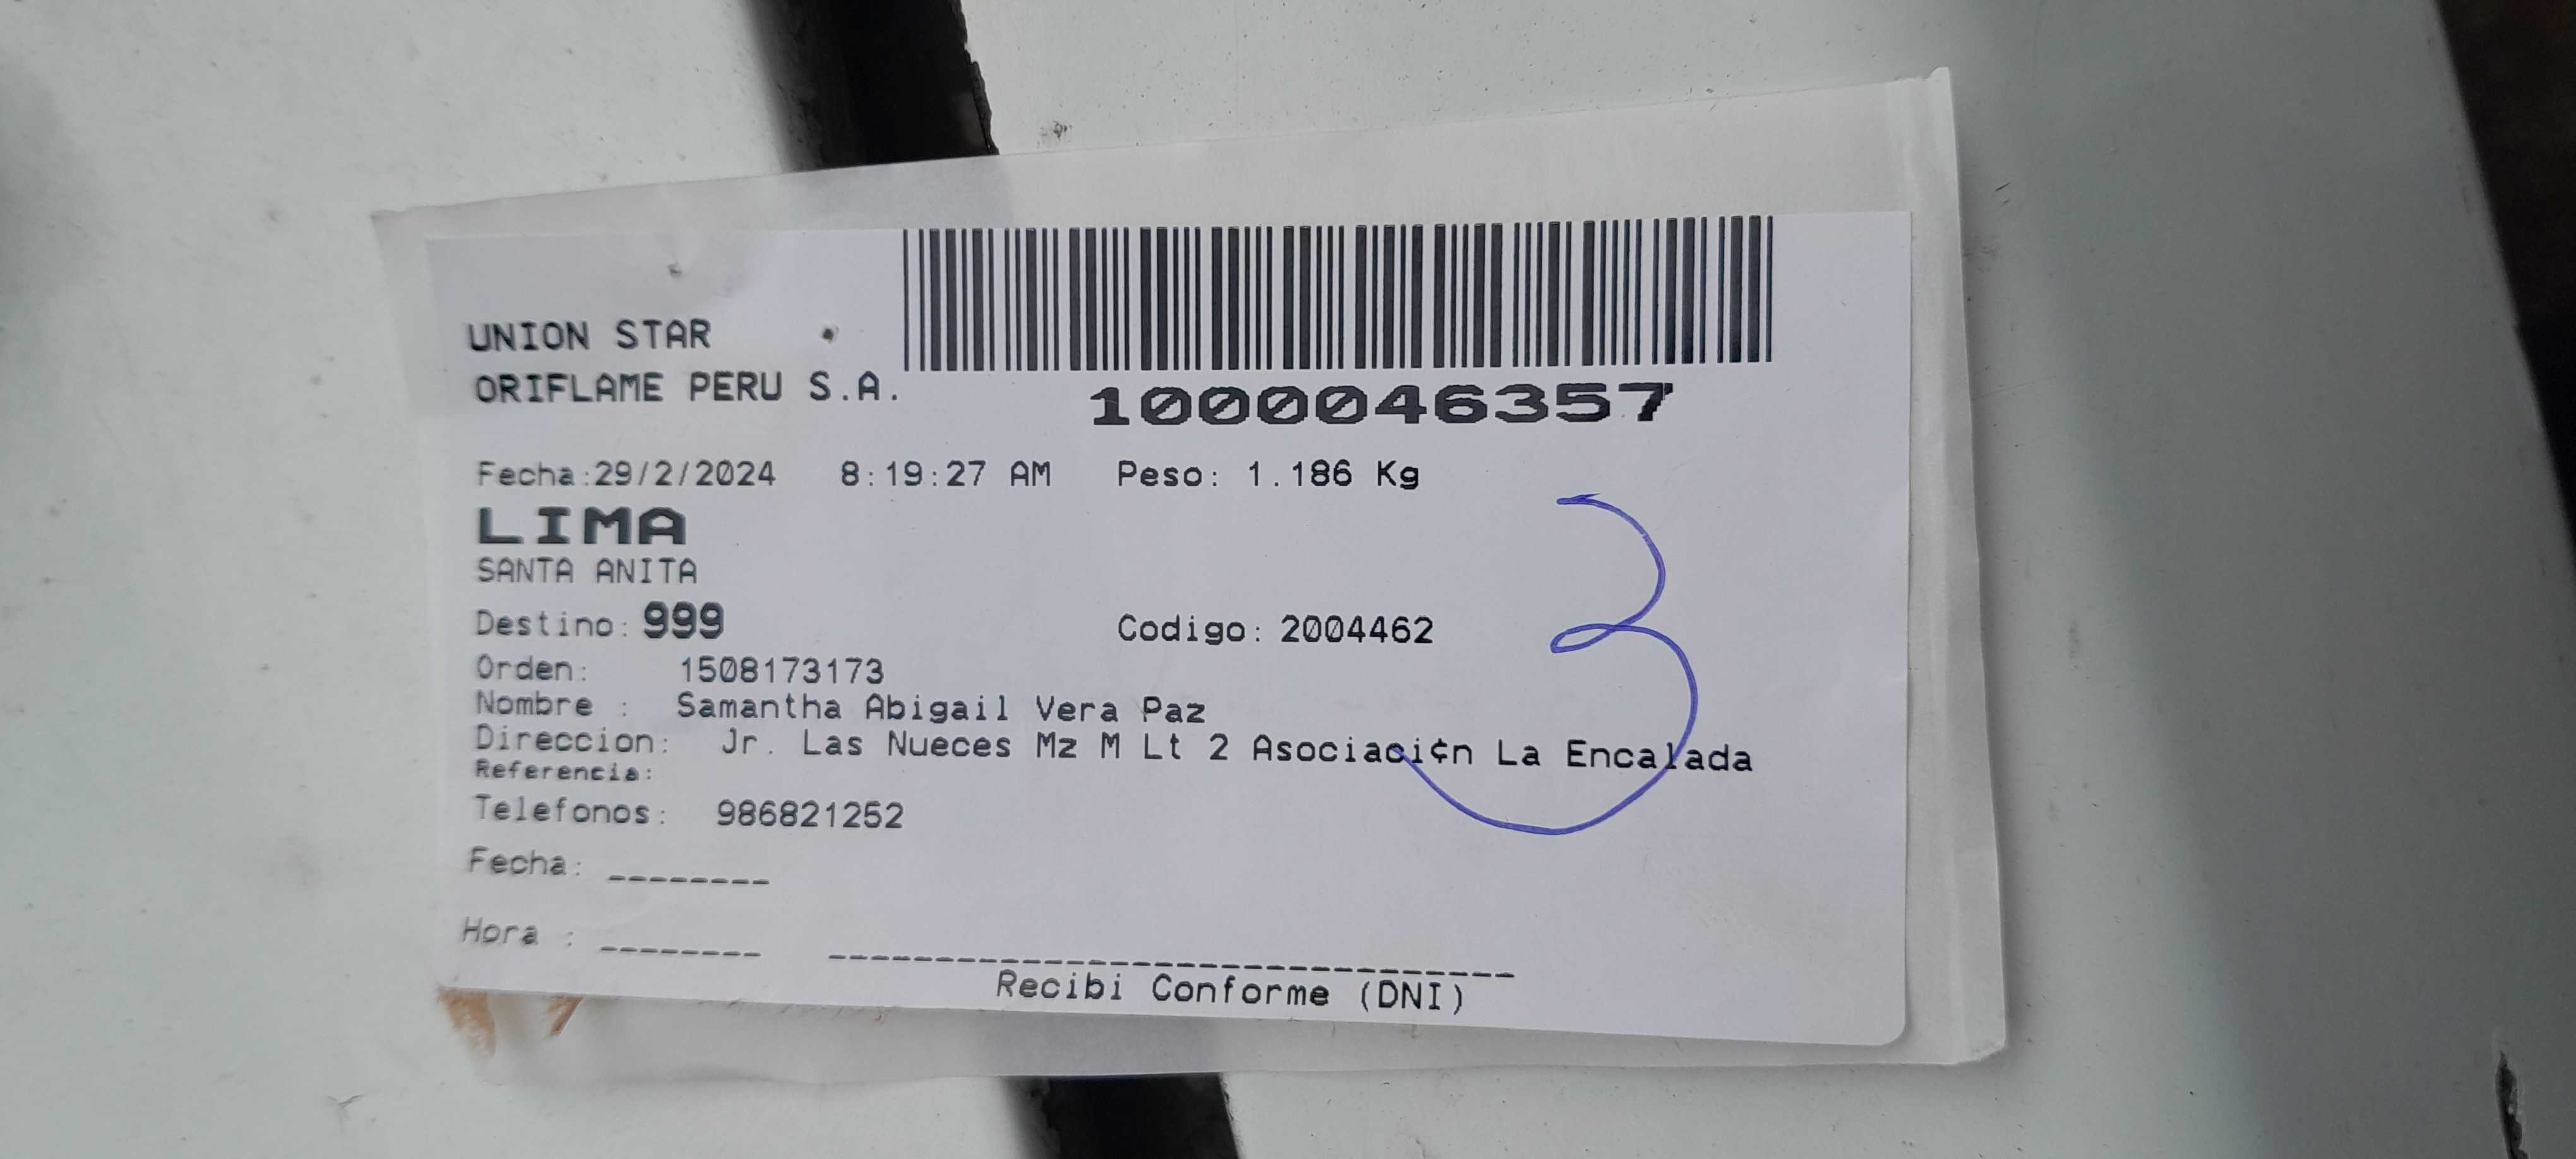 UNION STAR
ORIFLAME PERU S.A.
1000046357
Fecha:29/2/2024 8:19:27 AM Peso: 1.186 Kg
LIMA
SANTA ANITA
Destino: 999 Codigo: 2004462
Orden: 1508173173
Nombre : Samantha Abigail Vera Paz
Direccion: Jr. Las Nueces Mz M Lt 2 Asociaci¢n La Encalada
Referencia:
Telefonos: 986821252
Fecha: ________
Hora : ________
Recibi Conforme (DNI)
3